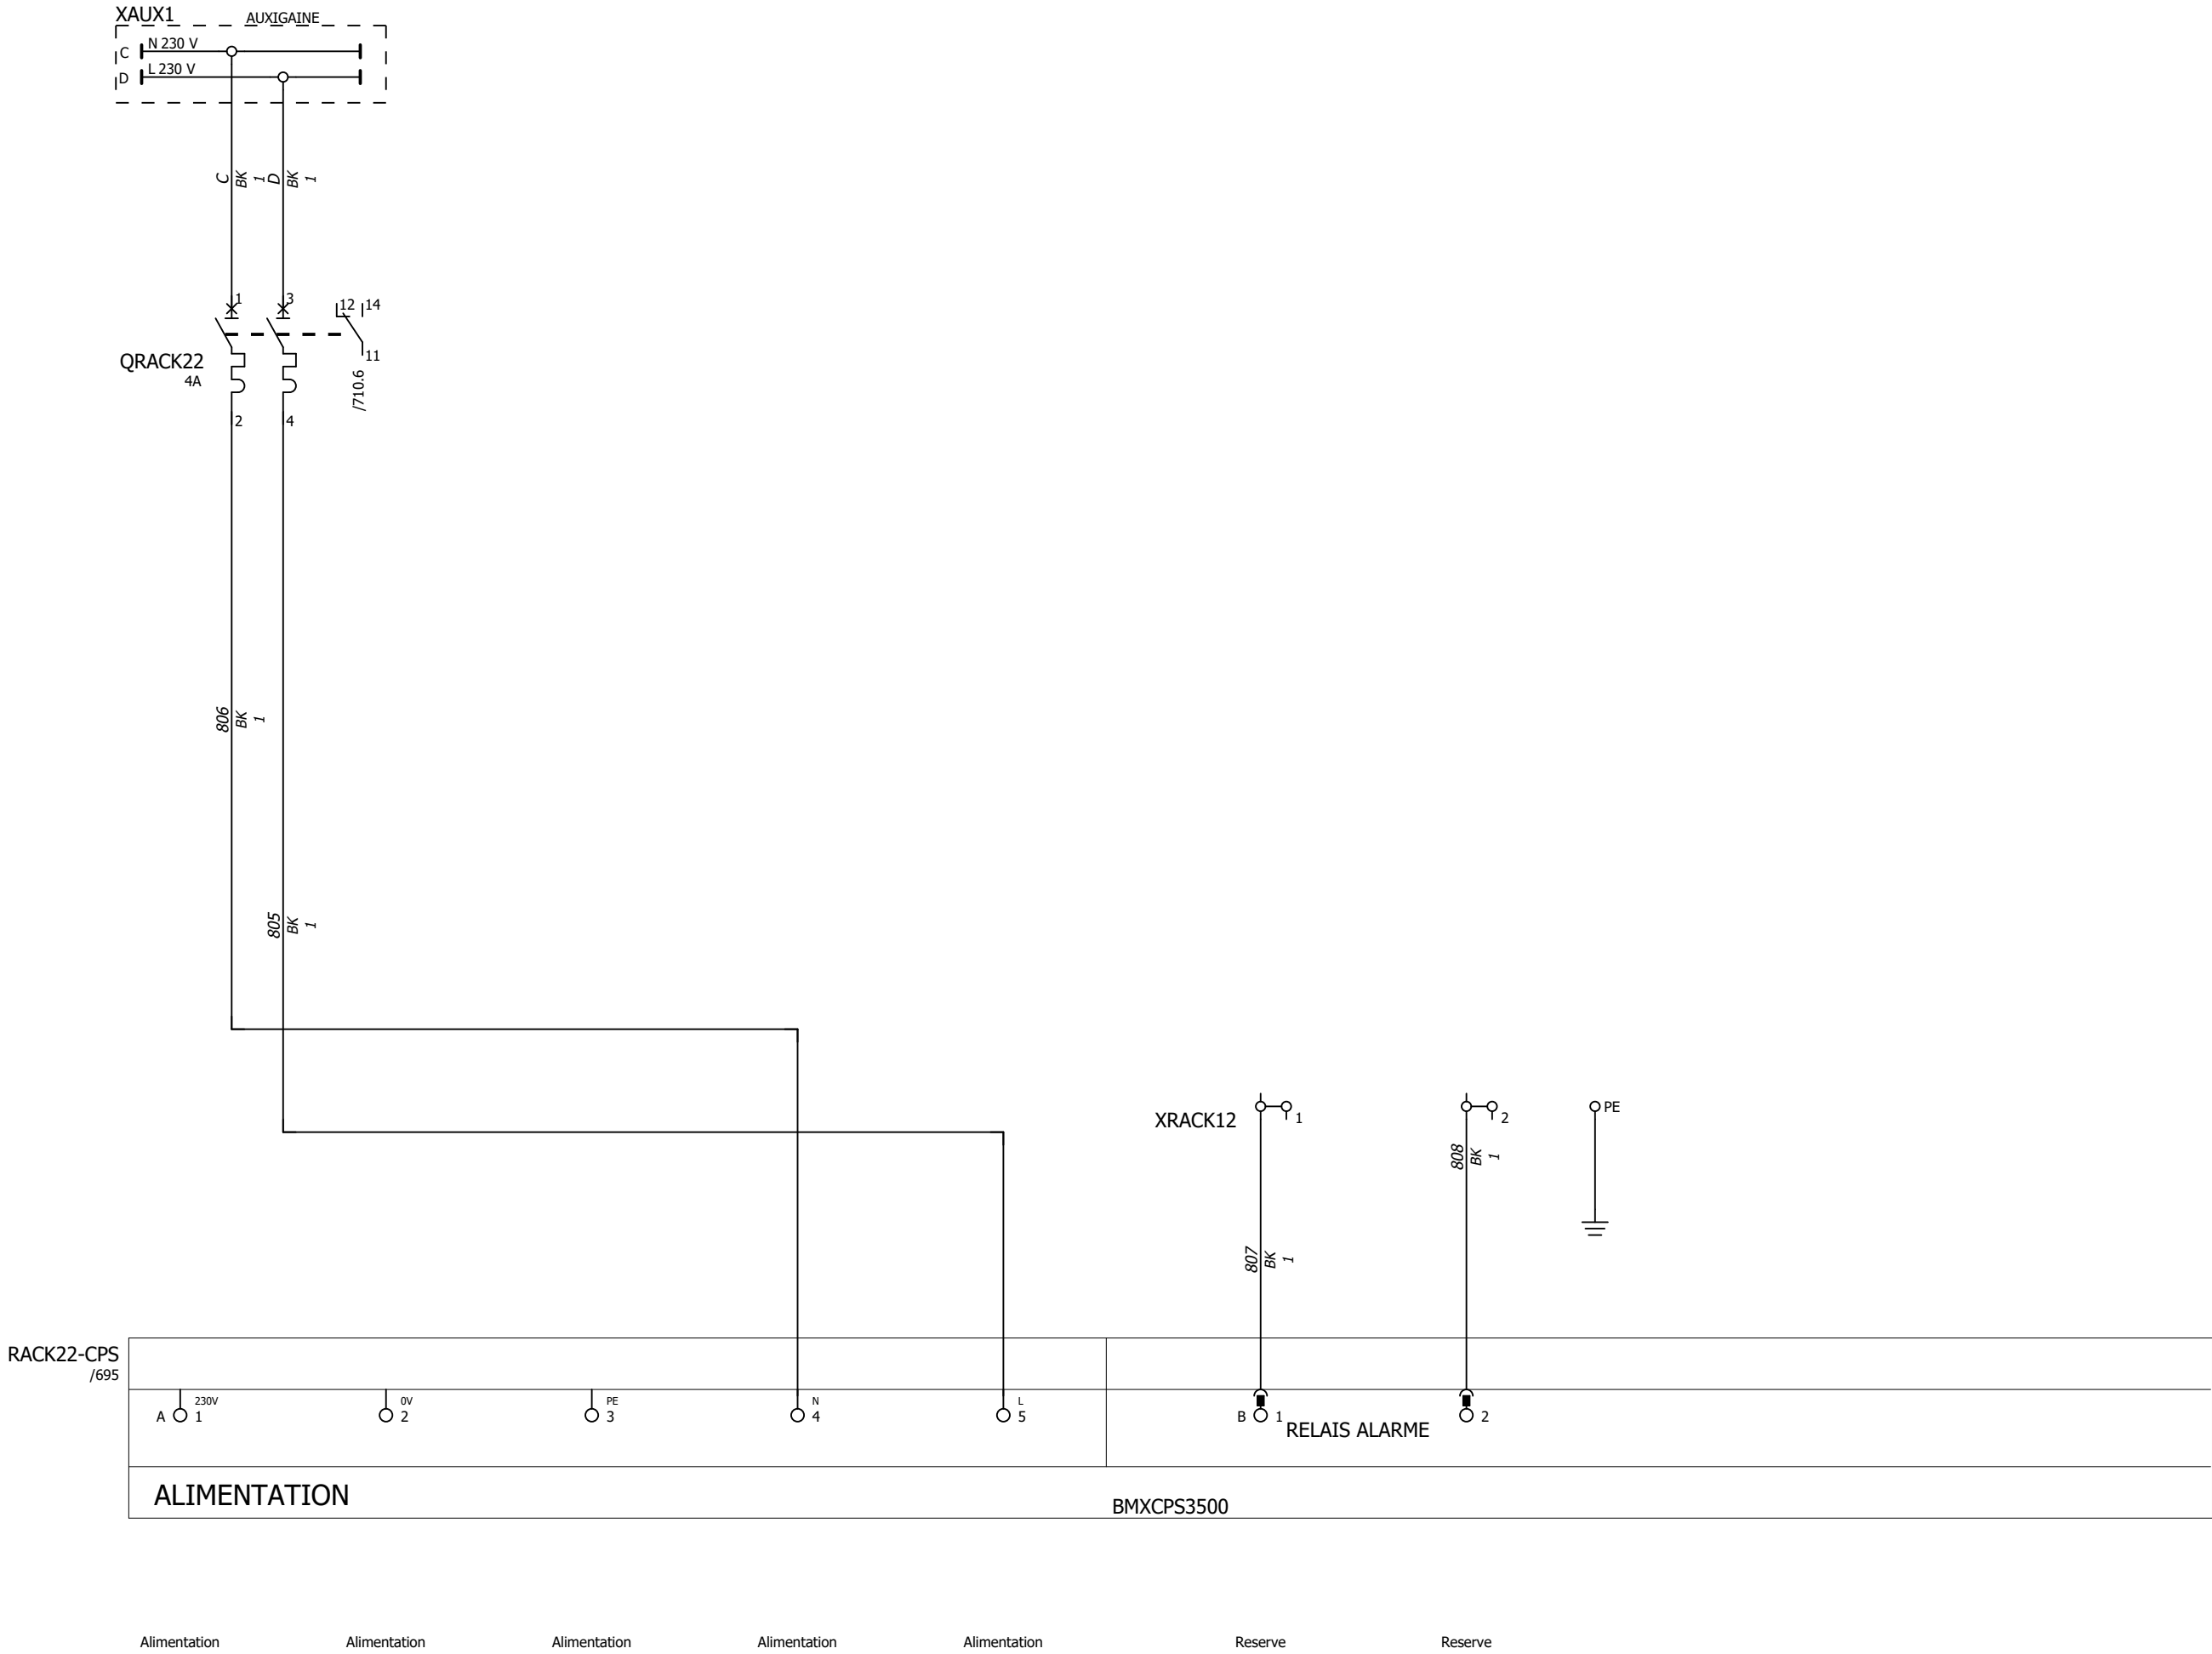 XAUX1
AUXIGAINE
C N 230 V
D L 230 V
C BK 1
D BK 1
1 3 12 14
11
QRACK22
4A
/710.6
2 4
806 BK 1
805 BK 1
XRACK12
1
2
PE
808 BK 1
807 BK 1
RACK22-CPS
/695
230V 0V PE N L
A 1 2 3 4 5 B 1 2
RELAIS ALARME
ALIMENTATION
BMXCPS3500
Alimentation Alimentation Alimentation Alimentation Alimentation Reserve Reserve